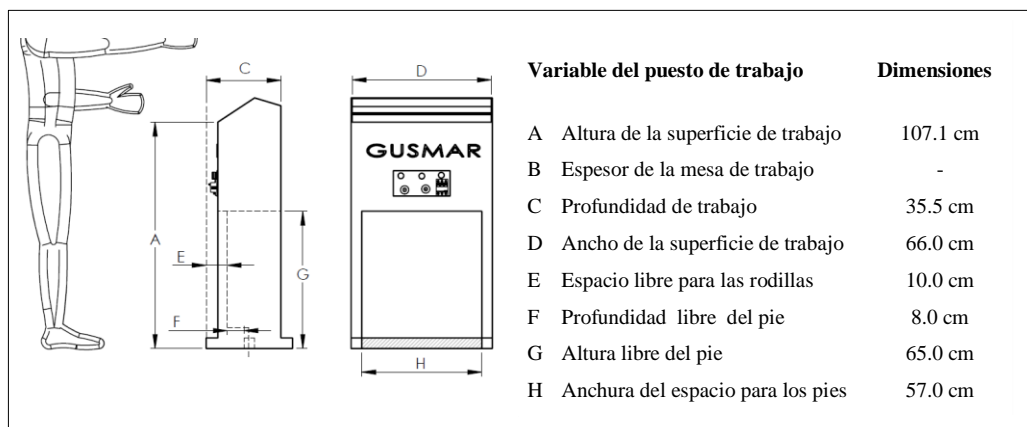 C
D
A
E
F
G
H
GUSMAR
Variable del puesto de trabajo Dimensiones
A Altura de la superficie de trabajo 107.1 cm
B Espesor de la mesa de trabajo -
C Profundidad de trabajo 35.5 cm
D Ancho de la superficie de trabajo 66.0 cm
E Espacio libre para las rodillas 10.0 cm
F Profundidad libre del pie 8.0 cm
G Altura libre del pie 65.0 cm
H Anchura del espacio para los pies 57.0 cm